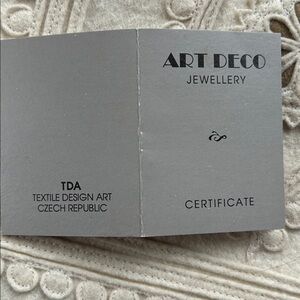 TDA
TEXTILE DESIGN ART
CZECH REPUBLIC
ART DECO
JEWELLERY
CERTIFICATE